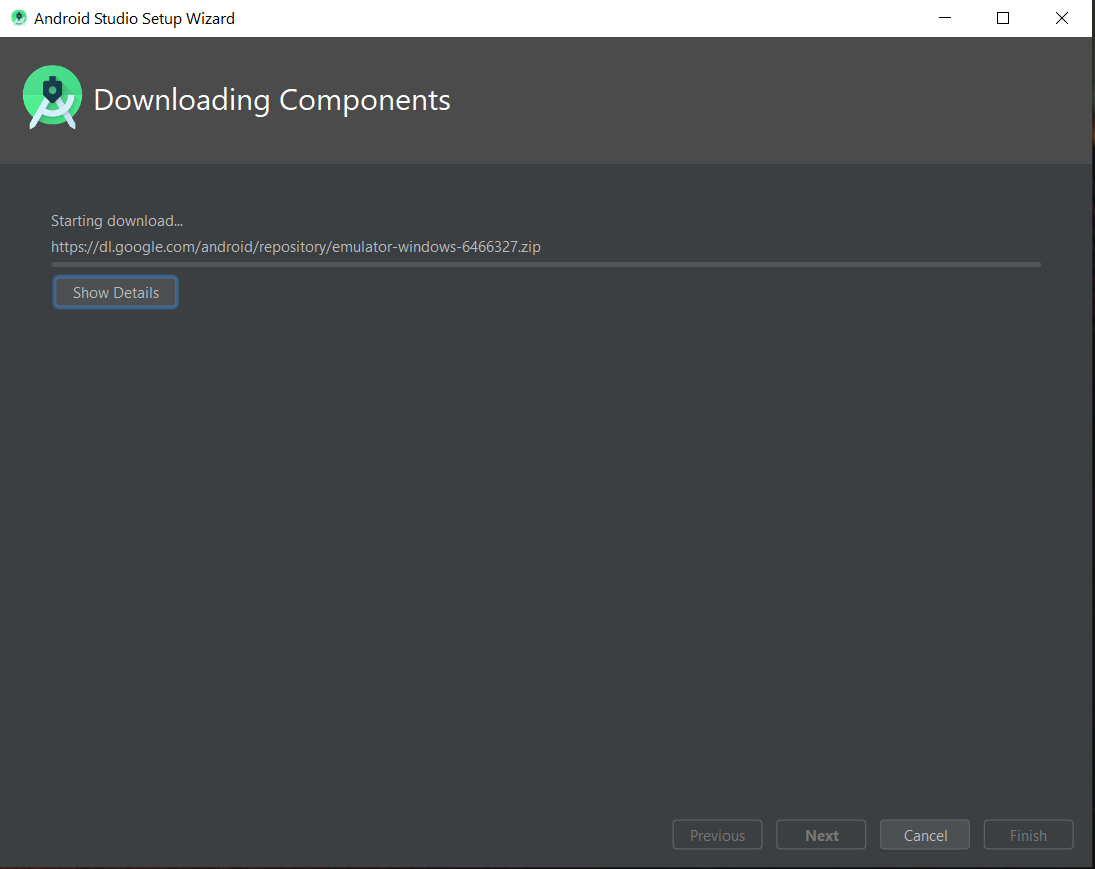 Android Studio Setup Wizard
Downloading Components
Starting download...
https://dl.google.com/android/repository/emulator-windows-6466327.zip
Show Details
Previous Next Cancel Finish